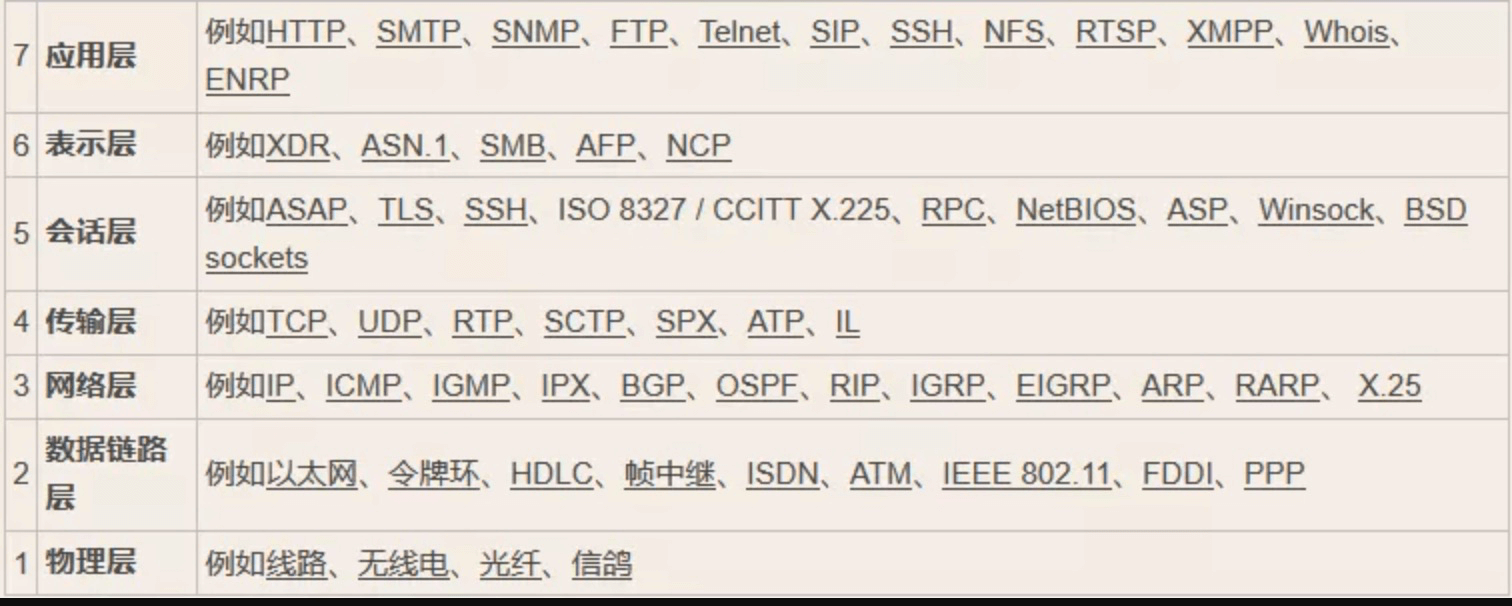 7 应用层 例如HTTP、SMTP、SNMP、FTP、Telnet、SIP、SSH、NFS、RTSP、XMPP、Whois、
ENRP
6 表示层 例如XDR、ASN.1、SMB、AFP、NCP
5 会话层 例如ASAP、TLS、SSH、ISO 8327 / CCITT X.225、RPC、NetBIOS、ASP、Winsock、BSD
sockets
4 传输层 例如TCP、UDP、RTP、SCTP、SPX、ATP、IL
3 网络层 例如IP、ICMP、IGMP、IPX、BGP、OSPF、RIP、IGRP、EIGRP、ARP、RARP、 X.25
2 数据链路
层 例如以太网、令牌环、HDLC、帧中继、ISDN、ATM、IEEE 802.11、FDDI、PPP
1 物理层 例如线路、无线电、光纤、信鸽